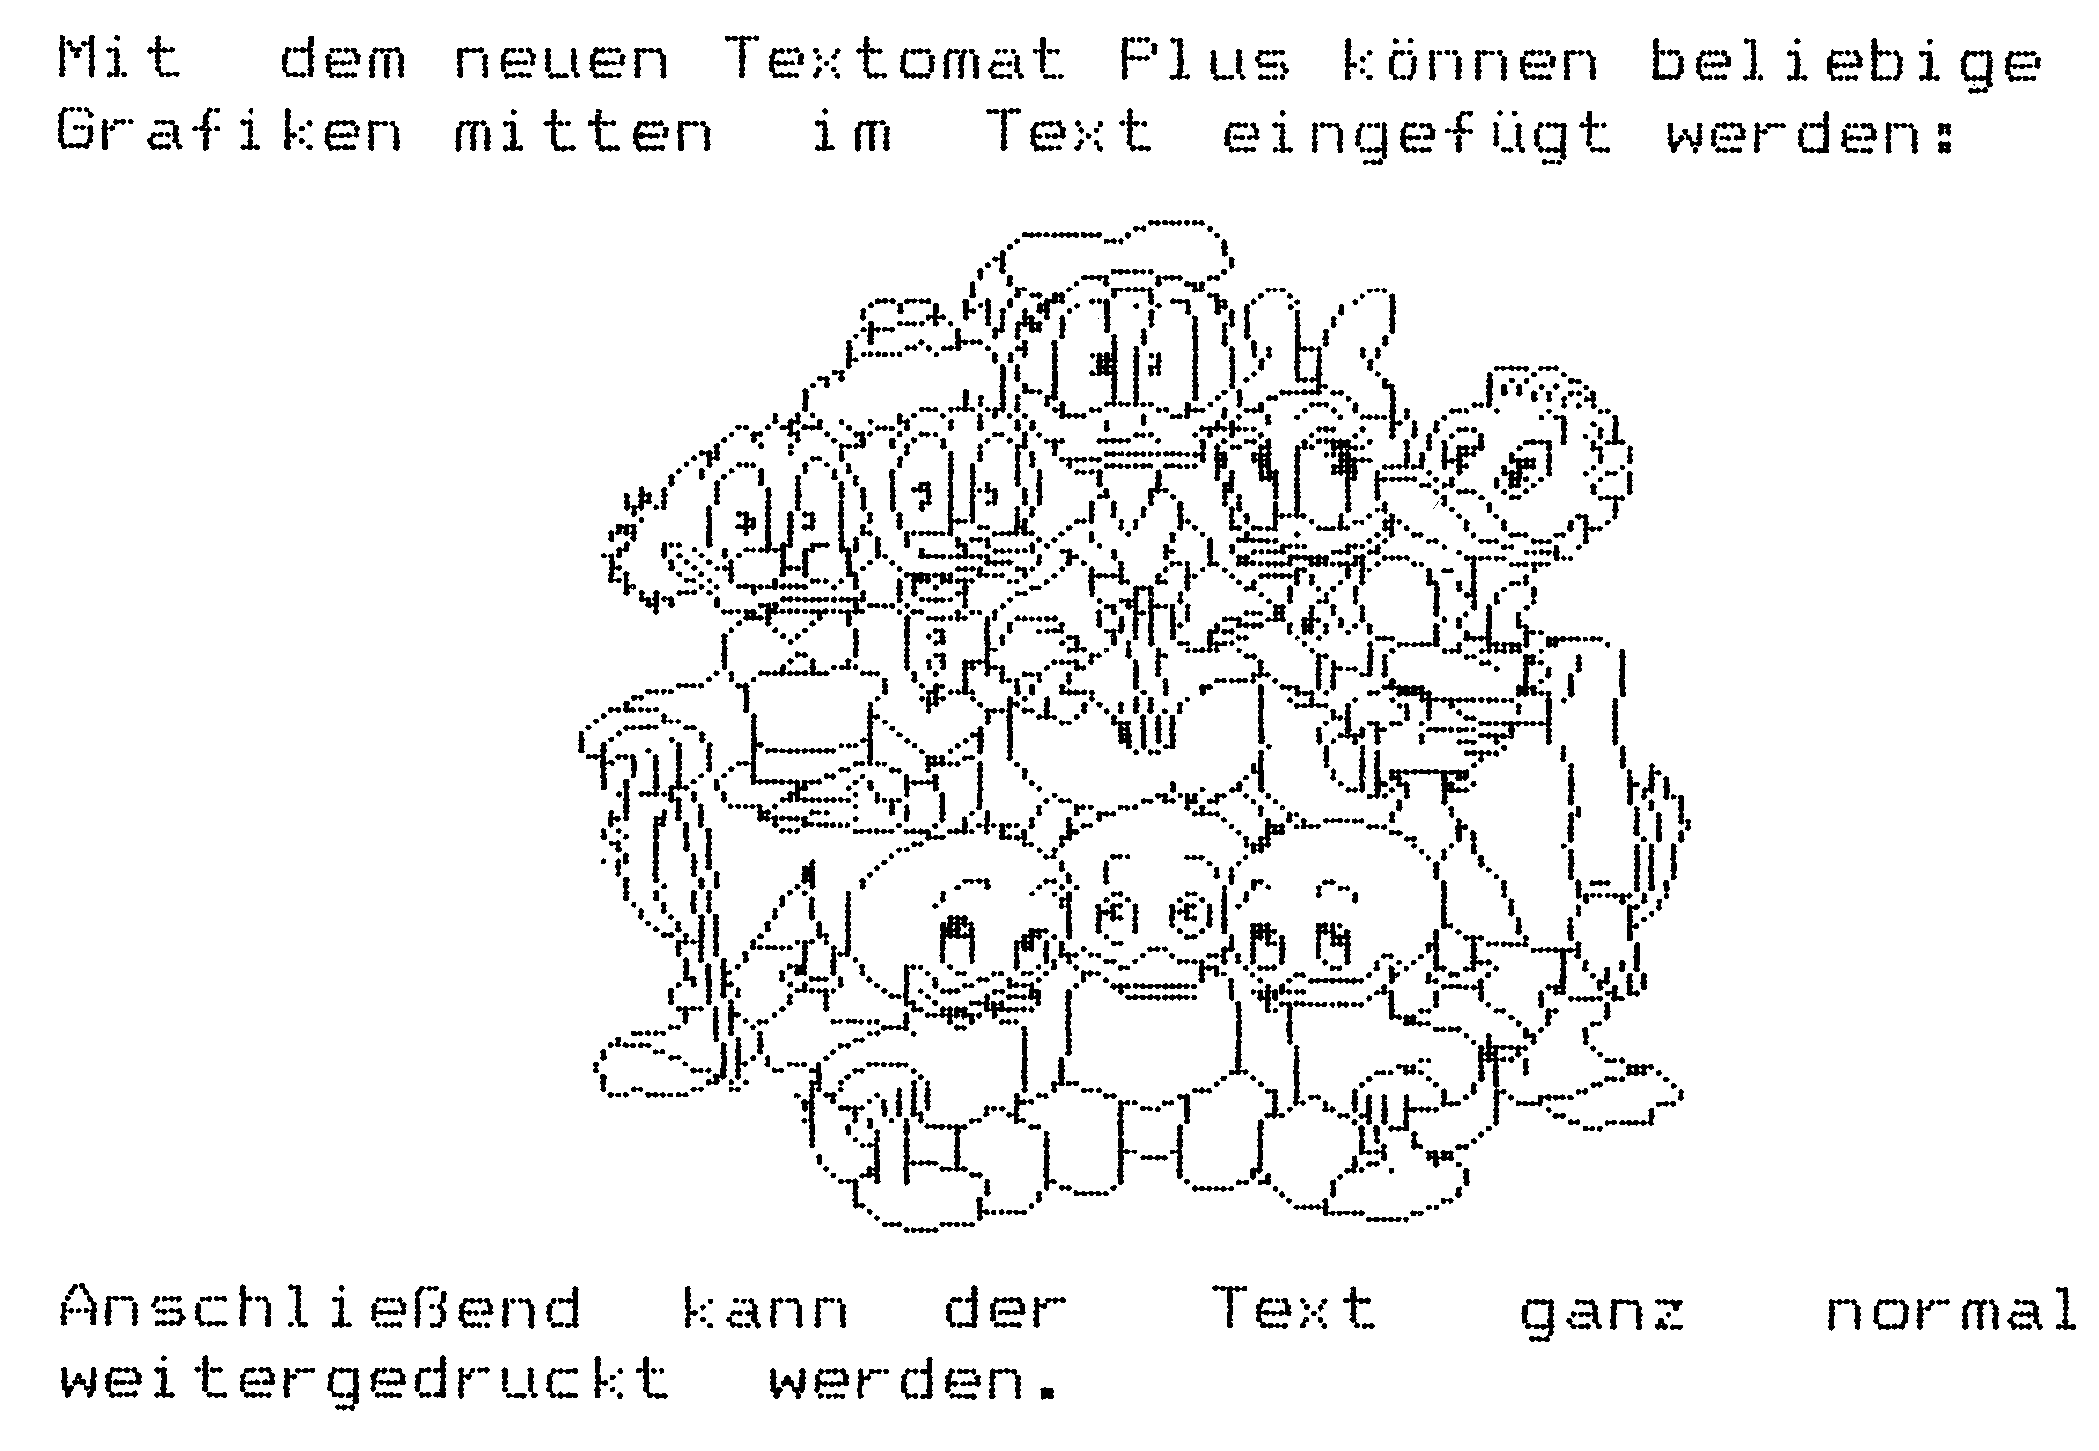 Mit dem neuen Textomat Plus können beliebige
Grafiken mitten im Text eingefügt werden:
Anschließend kann der Text ganz normal
weitergedruckt werden.